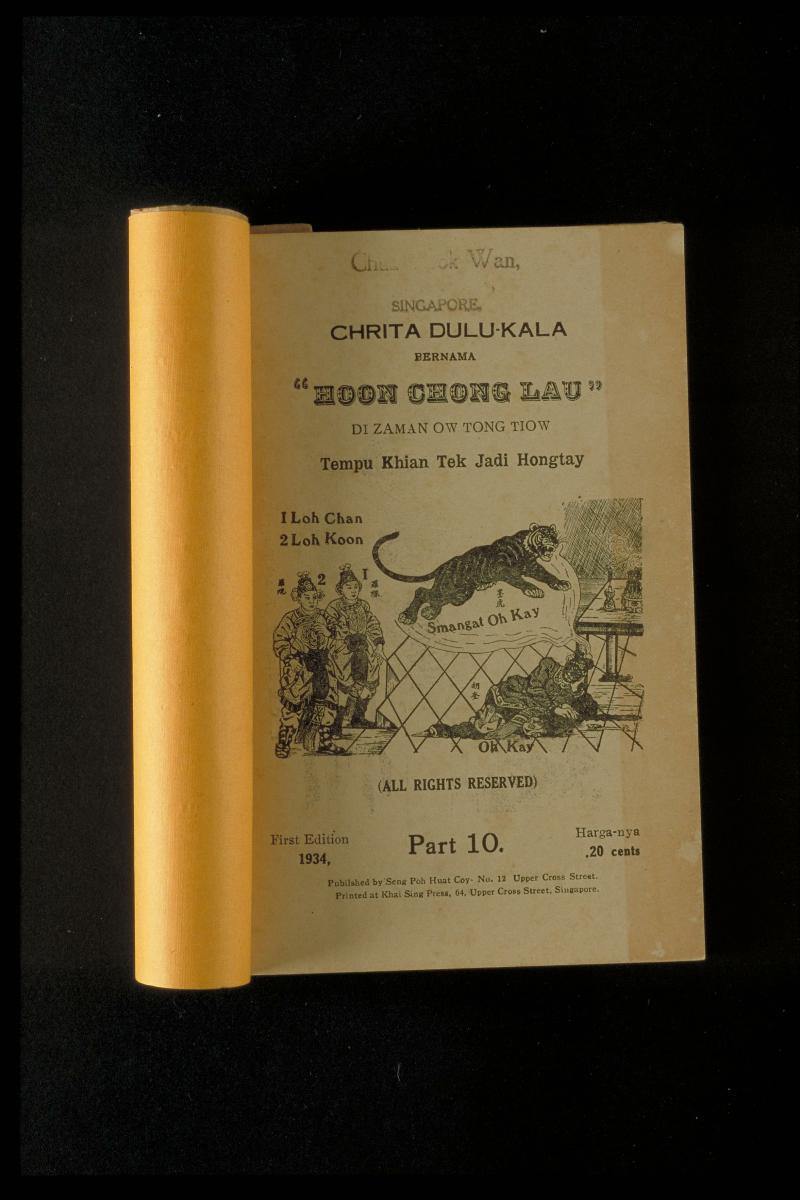 Wan,
SINGAPORE.
CHRITA DULU-KALA
BERNAMA
"HOON CHONG LAU"
DI ZAMAN OW TONG TIOW
Tempu Khian Tek Jadi Hongtay
1 Loh Chan
2 Loh Koon
2
1
Smangat Oh Kay
Oh Kay
(ALL RIGHTS RESERVED)
First Edition
1934,
Part 10.
Harga-nya
.20 cents
Published by Seng Poh Huat Coy- No. 12 Upper Cross Street.
Printed at Khai Sing Press, 64, Upper Cross Street, Singapore.